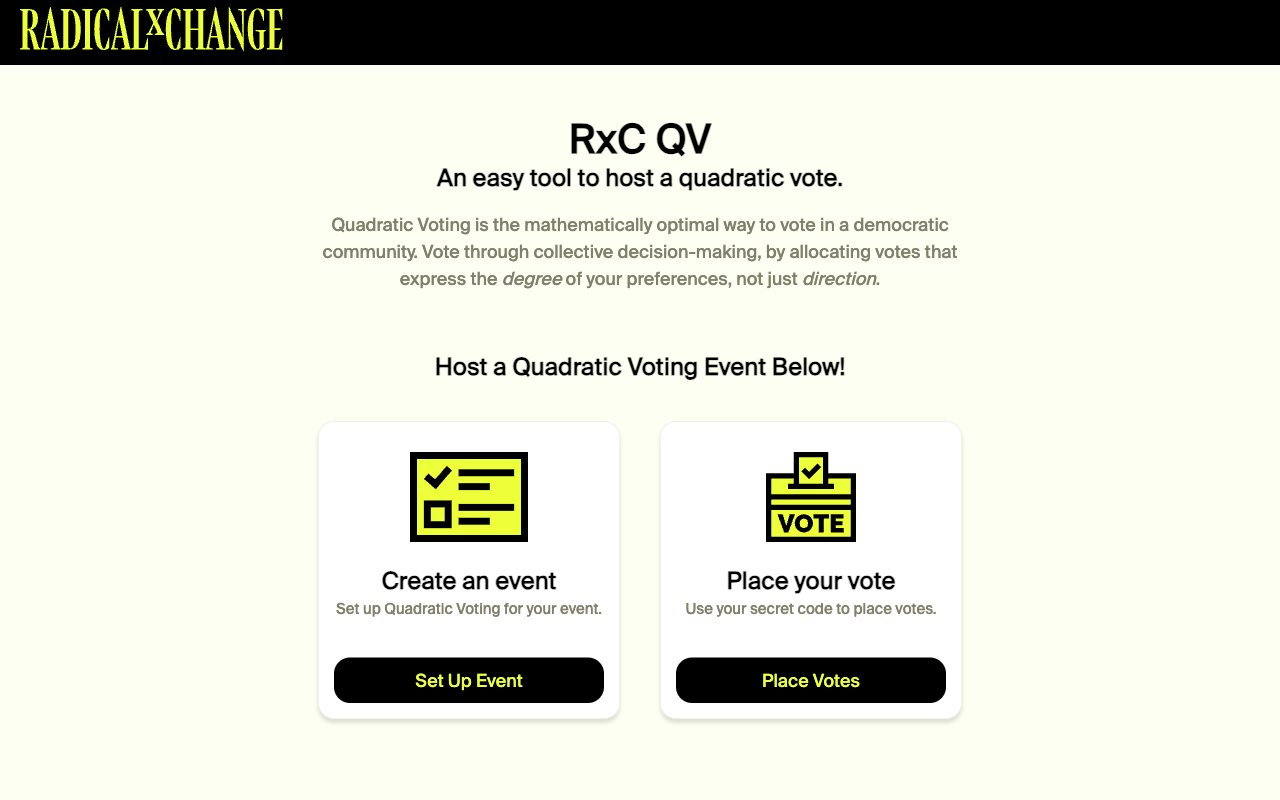 RADICALxCHANGE
RxC QV
An easy tool to host a quadratic vote.
Quadratic Voting is the mathematically optimal way to vote in a democratic
community. Vote through collective decision-making, by allocating votes that
express the degree of your preferences, not just direction.
Host a Quadratic Voting Event Below!
Create an event
Set up Quadratic Voting for your event.
Set Up Event
VOTE
Place your vote
Use your secret code to place votes.
Place Votes